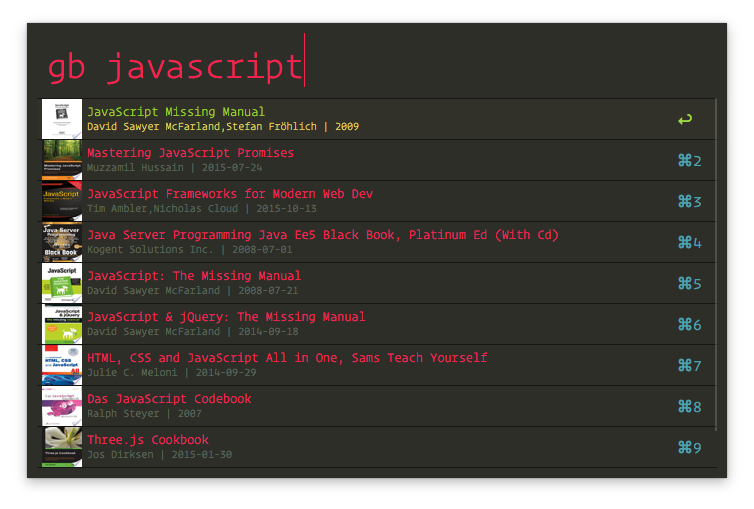 gb javascript
JavaScript Missing Manual
David Sawyer McFarland,Stefan Fröhlich | 2009
↩
Mastering JavaScript Promises
Muzzamil Hussain | 2015-07-24
⌘2
JavaScript Frameworks for Modern Web Dev
Tim Ambler,Nicholas Cloud | 2015-10-13
⌘3
Java Server Programming Java Ee5 Black Book, Platinum Ed (With Cd)
Kogent Solutions Inc. | 2008-07-01
⌘4
JavaScript: The Missing Manual
David Sawyer McFarland | 2008-07-21
⌘5
JavaScript & jQuery: The Missing Manual
David Sawyer McFarland | 2014-09-18
⌘6
HTML, CSS and JavaScript All in One, Sams Teach Yourself
Julie C. Meloni | 2014-09-29
⌘7
Das JavaScript Codebook
Ralph Steyer | 2007
⌘8
Three.js Cookbook
Jos Dirksen | 2015-01-30
⌘9